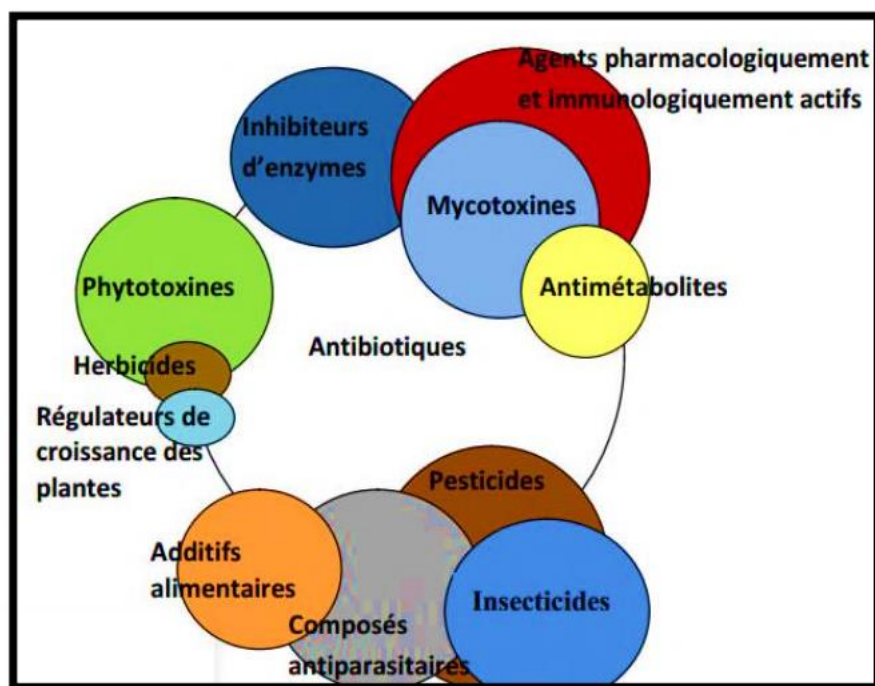 Agents pharmacologiquement
et immunologiquement actifs
Inhibiteurs
d'enzymes
Mycotoxines
Phytotoxines
Antimétabolites
Antibiotiques
Herbicides
Régulateurs de
croissance des
plantes
Pesticides
Additifs
alimentaires
Insecticides
Composés
antiparasitaires